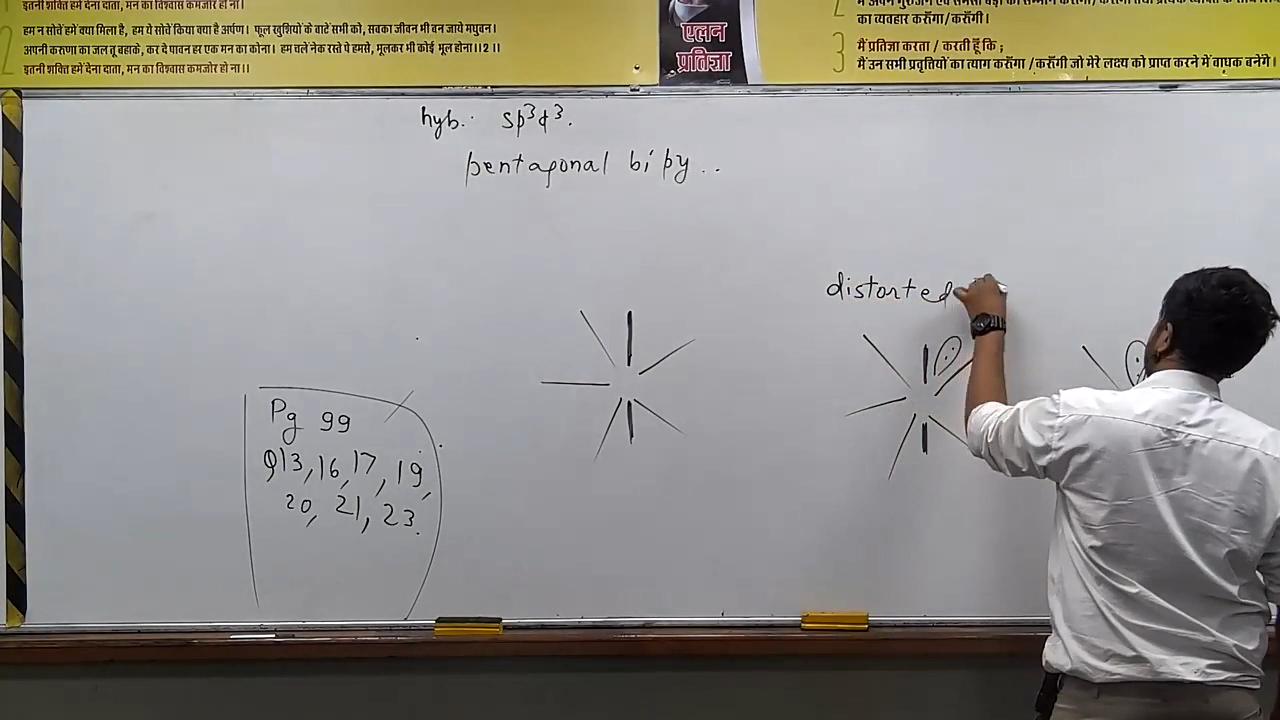 इतनी शक्ति हमें देना दाता, मन का विश्वास कमजोर हो ना।
2
हम न सोचें हमें क्या मिला है, हम ये सोचें किया क्या है अर्पण। फूल खुशियों के बाटें सभी को, सबका जीवन भी बन जाये मधुबन।
अपनी करुणा का जल तू बहाके, कर दे पावन हर एक मन का कोना। हम चलें नेक रस्ते पे हमसे, भूलकर भी कोई भूल हो ना।।2।।
इतनी शक्ति हमें देना दाता, मन का विश्वास कमजोर हो ना।।
एलन
प्रतिज्ञा
2
का व्यवहार करुँगा/करुँगी।
3
मैं प्रतिज्ञा करता / करती हूँ कि ;
मैं उन सभी प्रवृत्तियों का त्याग करुँगा /करुँगी जो मेरे लक्ष्य को प्राप्त करने में बाधक बनेंगे।
hyb.. sp³d³.
pentagonal bipy..
distorted
Pg 99
Q13, 16, 17, 19,
20, 21, 23.